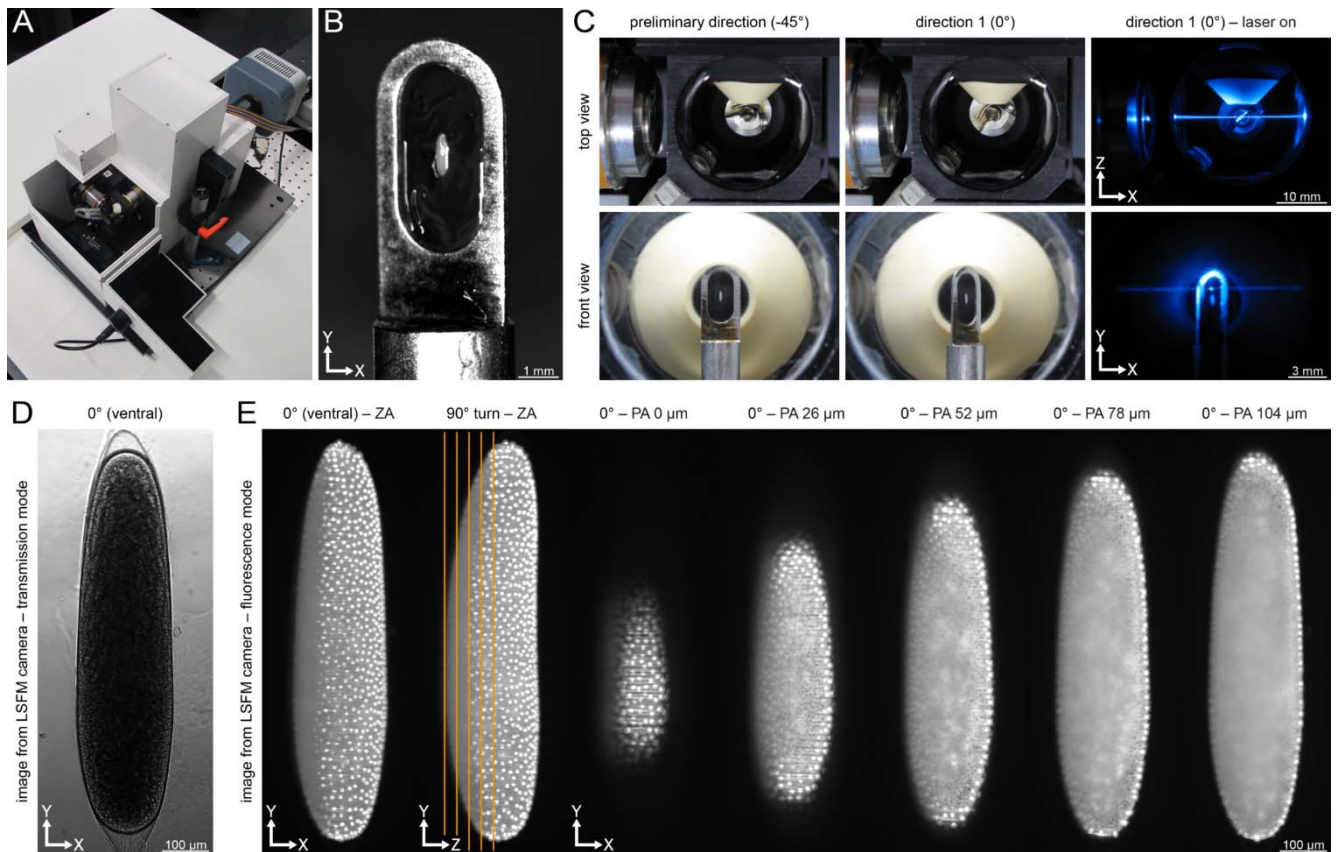 A
B
Y
X
1 mm
C
preliminary direction (-45°)
direction 1 (0°)
direction 1 (0°) – laser on
top view
Z
X
10 mm
front view
Y
X
3 mm
D
0° (ventral)
image from LSFM camera – transmission mode
Y
X
100 µm
E
0° (ventral) – ZA
90° turn – ZA
0° – PA 0 µm
0° – PA 26 µm
0° – PA 52 µm
0° – PA 78 µm
0° – PA 104 µm
image from LSFM camera – fluorescence mode
Y
X
Y
Z
Y
X
100 µm